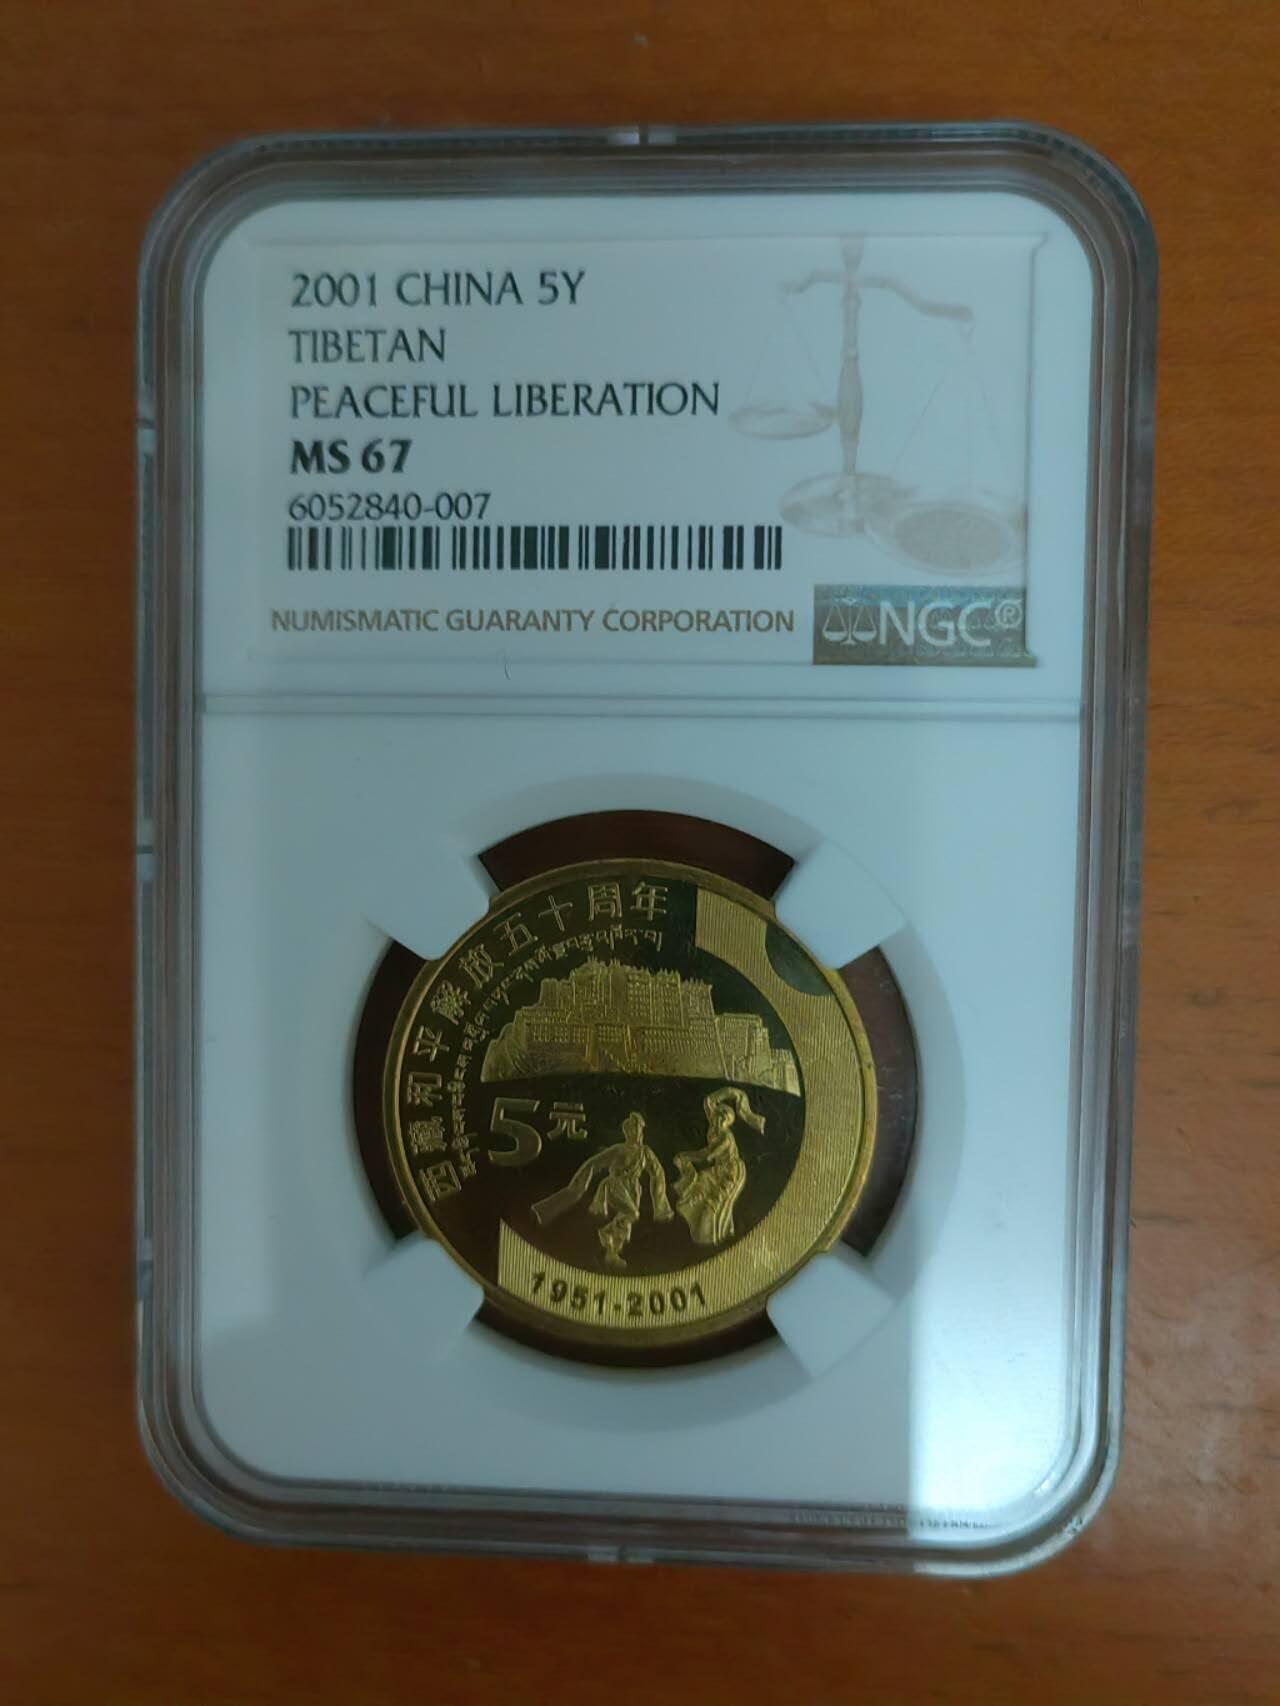 2001 CHINA 5Y
TIBETAN
PEACEFUL LIBERATION
MS 67
6052840-007
NUMISMATIC GUARANTY CORPORATION
NGC®
西藏和平解放五十周年
5元
1951-2001